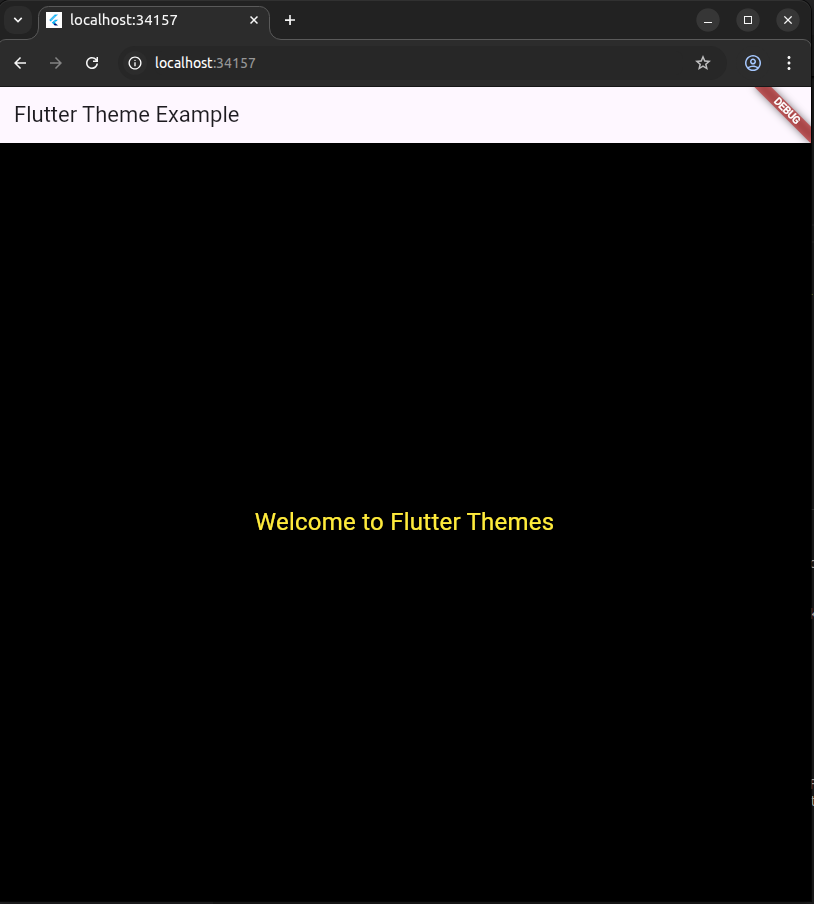 localhost:34157
localhost:34157
Flutter Theme Example
DEBUG
Welcome to Flutter Themes